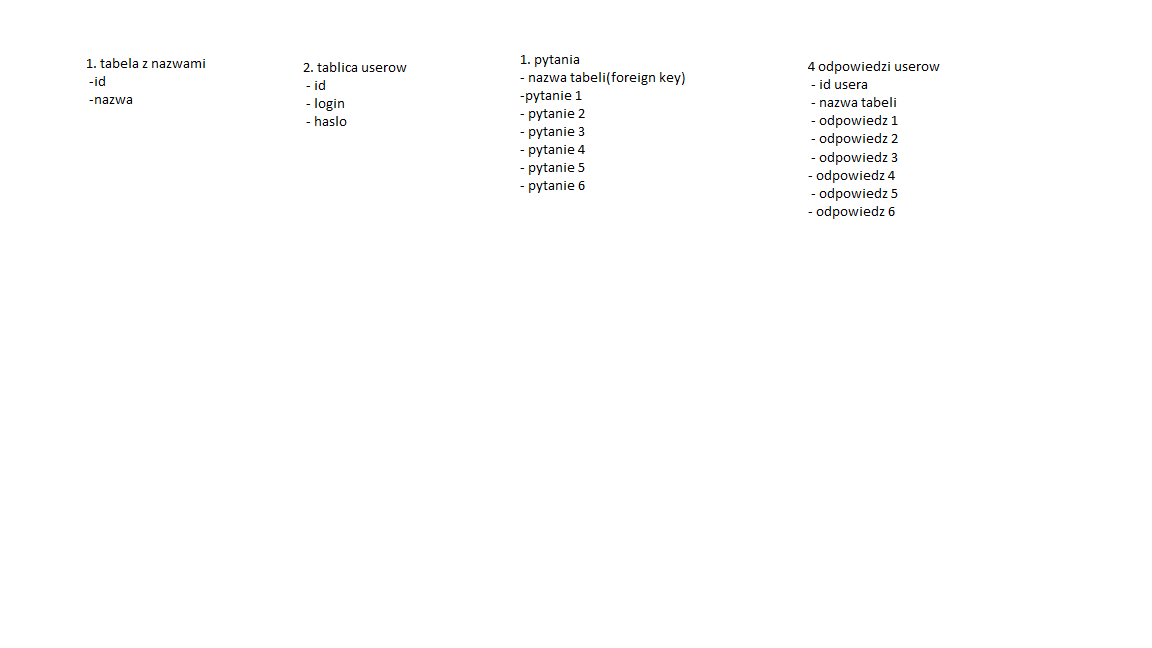 1. tabela z nazwami
-id
-nazwa
2. tablica userow
- id
- login
- haslo
1. pytania
- nazwa tabeli(foreign key)
-pytanie 1
- pytanie 2
- pytanie 3
- pytanie 4
- pytanie 5
- pytanie 6
4 odpowiedzi userow
- id usera
- nazwa tabeli
- odpowiedz 1
- odpowiedz 2
- odpowiedz 3
- odpowiedz 4
- odpowiedz 5
- odpowiedz 6